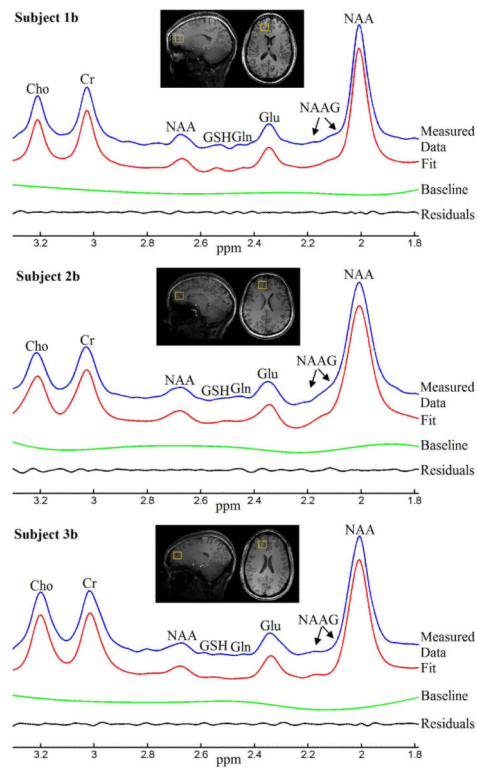 Subject 1b
NAA
Cho
Cr
NAA
GSH
Gln
Glu
NAAG
Measured
Data
Fit
Baseline
Residuals
3.2 3 2.8 2.6 2.4 2.2 2 1.8
ppm
Subject 2b
NAA
Cho
Cr
NAA
GSH
Gln
Glu
NAAG
Measured
Data
Fit
Baseline
Residuals
3.2 3 2.8 2.6 2.4 2.2 2 1.8
ppm
Subject 3b
NAA
Cho
Cr
NAA
GSH
Gln
Glu
NAAG
Measured
Data
Fit
Baseline
Residuals
3.2 3 2.8 2.6 2.4 2.2 2 1.8
ppm